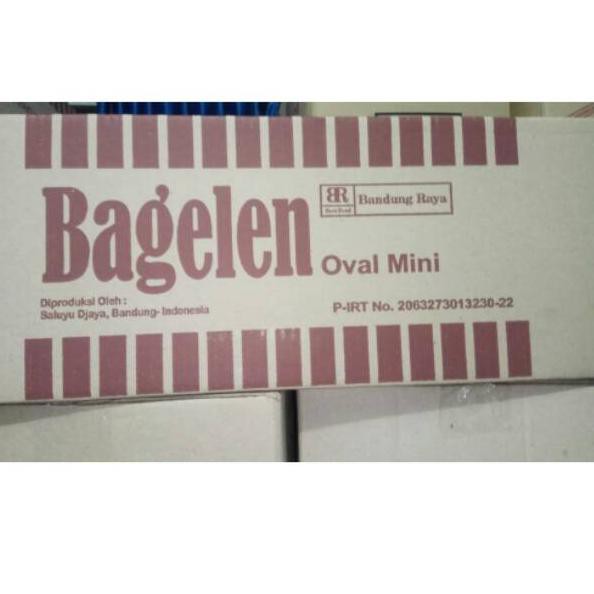 Bagelen
BR
Bandung Raya
Oval Mini
Diproduksi Oleh :
Saluyu Djaya, Bandung- Indonesia
P-IRT No. 2063273013230-22